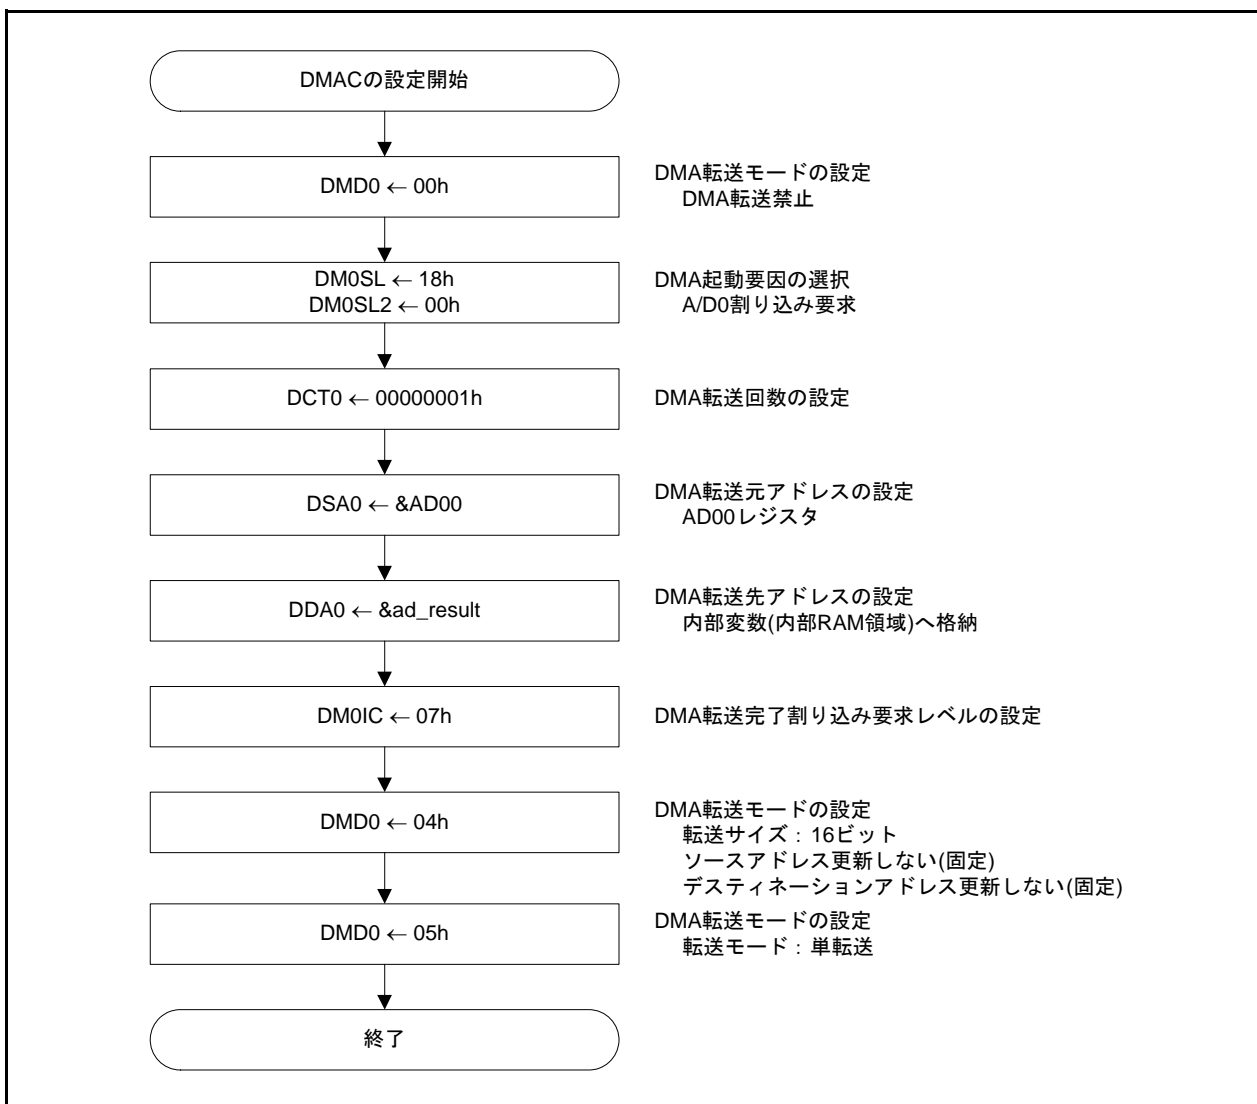 DMACの設定開始
DMD0 ← 00h
DMA転送モードの設定
DMA転送禁止
DM0SL ← 18h
DM0SL2 ← 00h
DMA起動要因の選択
A/D0割り込み要求
DCT0 ← 00000001h
DMA転送回数の設定
DSA0 ← &AD00
DMA転送元アドレスの設定
AD00レジスタ
DDA0 ← &ad_result
DMA転送先アドレスの設定
内部変数(内部RAM領域)へ格納
DM0IC ← 07h
DMA転送完了割り込み要求レベルの設定
DMD0 ← 04h
DMA転送モードの設定
転送サイズ：16ビット
ソースアドレス更新しない(固定)
デスティネーションアドレス更新しない(固定)
DMD0 ← 05h
DMA転送モードの設定
転送モード：単転送
終了